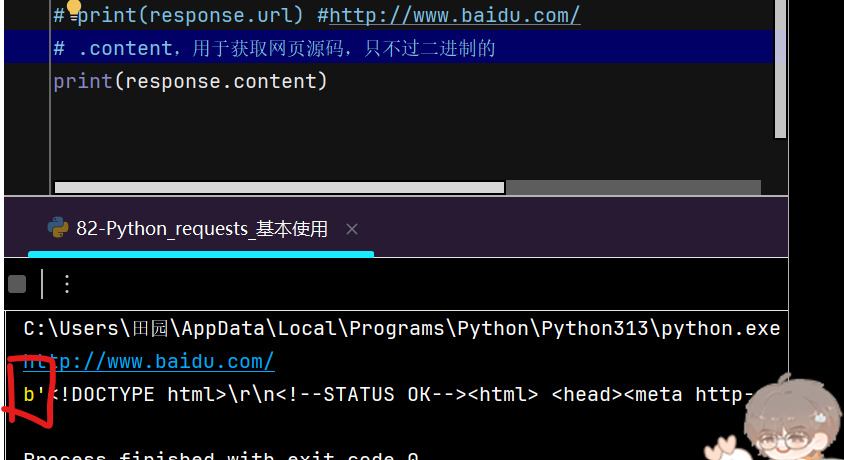 # print(response.url) #http://www.baidu.com/
# .content，用于获取网页源码，只不过二进制的
print(response.content)
82-Python_requests_基本使用
C:\Users\田园\AppData\Local\Programs\Python\Python313\python.exe
http://www.baidu.com/
b'<!DOCTYPE html>\r\n<!--STATUS OK--><html> <head><meta http-
Process finished with exit code 0